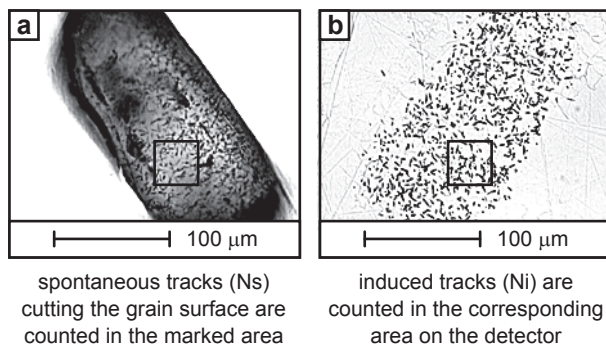 a
b
100 µm
100 µm
spontaneous tracks (Ns)
cutting the grain surface are
counted in the marked area
induced tracks (Ni) are
counted in the corresponding
area on the detector